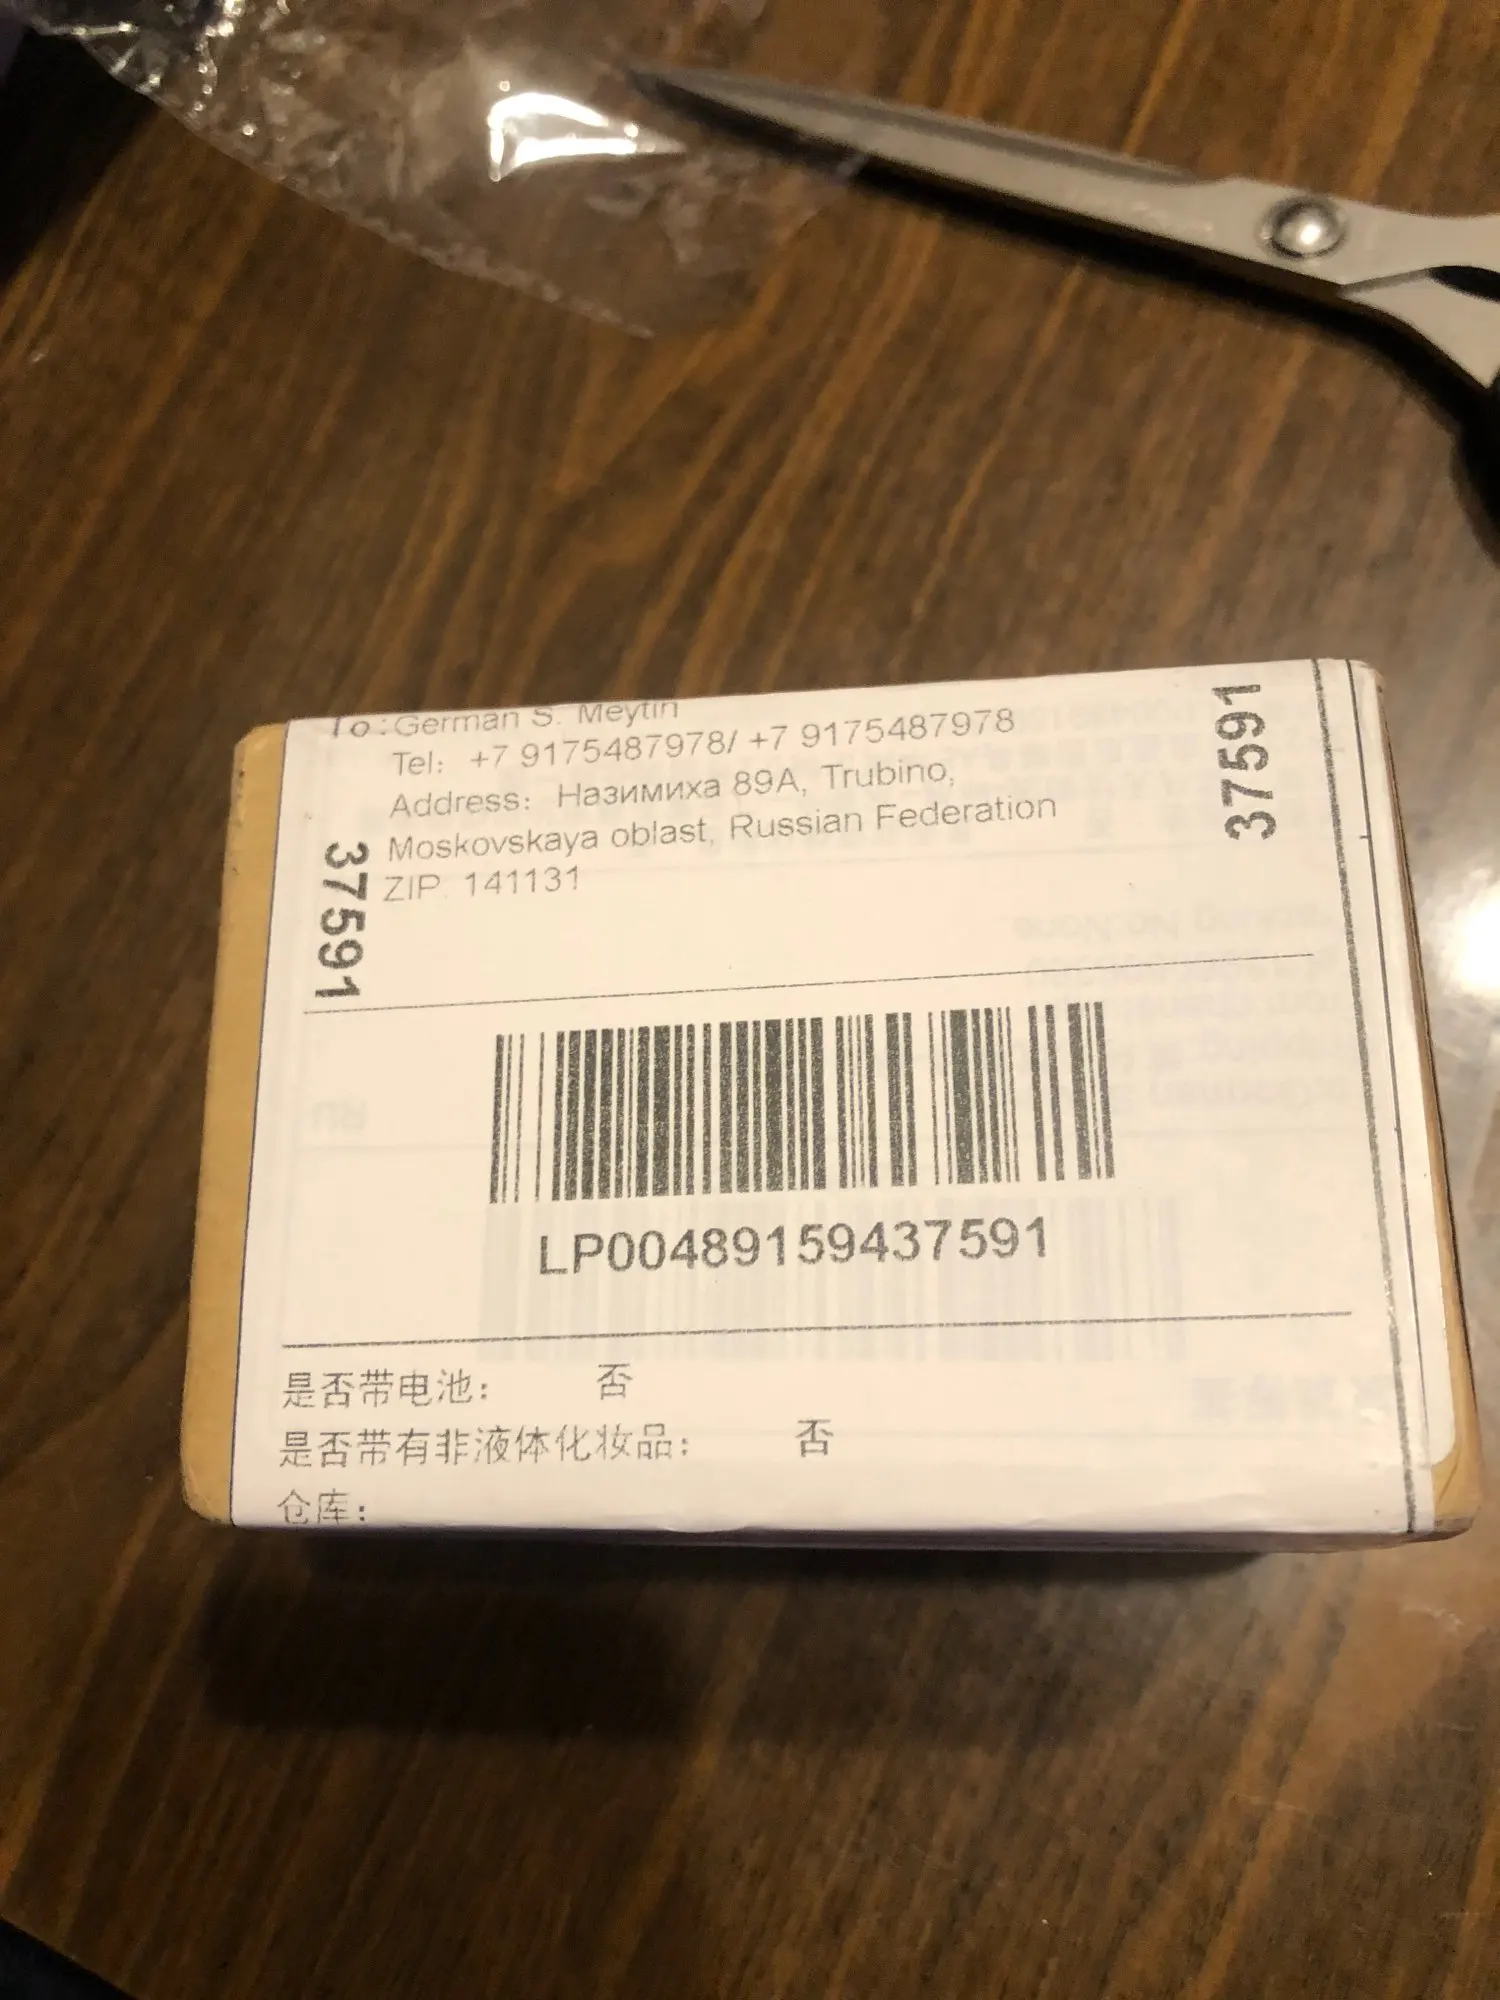 To: German S. Meytin
Tel: +7 9175487978/ +7 9175487978
Address: Назимиха 89A, Trubino,
Moskovskaya oblast, Russian Federation
ZIP. 141131
37591
37591
LP00489159437591
是否带电池: 否
是否带有非液体化妆品: 否
仓库: